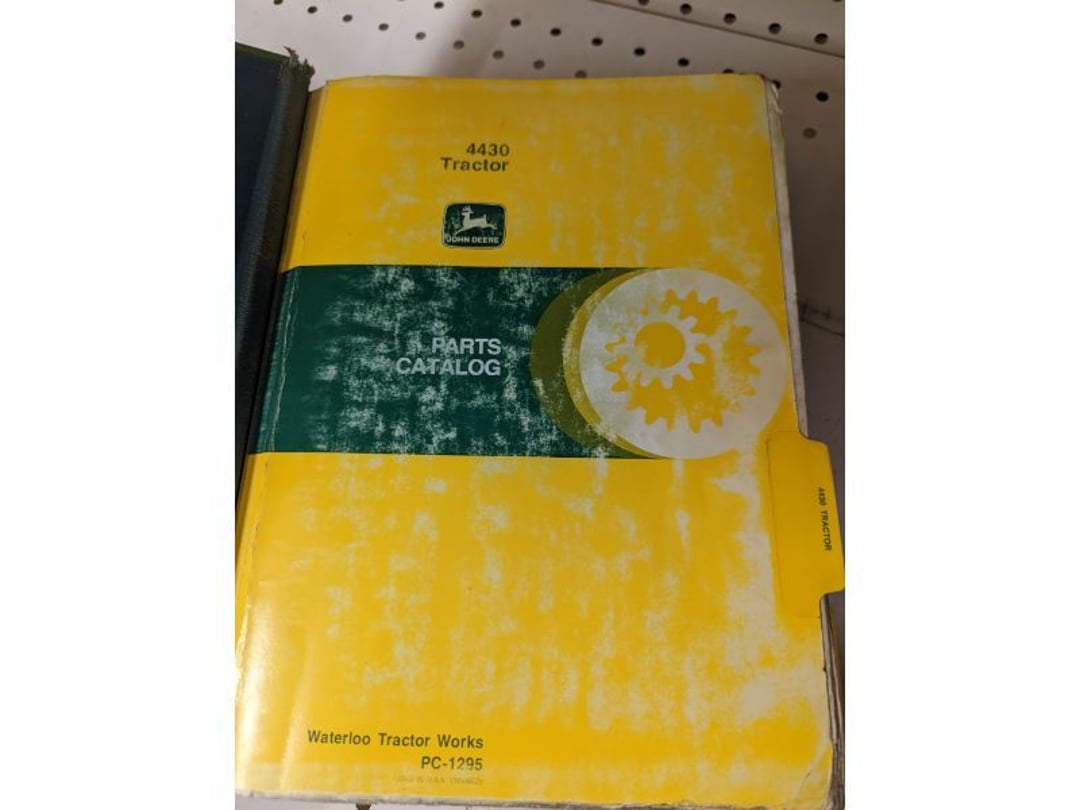 4430
Tractor
JOHN DEERE
PARTS
CATALOG
4430 TRACTOR
Waterloo Tractor Works
PC-1295